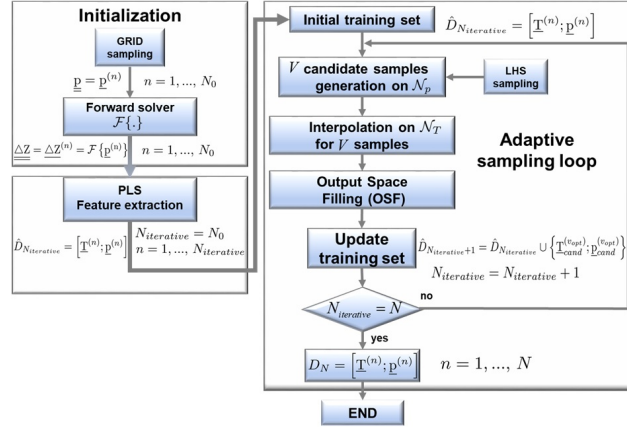 Initialization
GRID
sampling
p = p^(n) n = 1, ..., N_0
Forward solver
F{.}
△Z = △Z^(n) = F{p^(n)} n = 1, ..., N_0
PLS
Feature extraction
D̂_{N_iterative} = [T^(n); p^(n)]
N_iterative = N_0
n = 1, ..., N_iterative
Initial training set
D̂_{N_iterative} = [T^(n); p^(n)]
V candidate samples
generation on N_p
LHS
sampling
Interpolation on N_T
for V samples
Adaptive
sampling loop
Output Space
Filling (OSF)
Update
training set
D̂_{N_iterative+1} = D̂_{N_iterative} ∪ {T_cand^(v_opt); p_cand^(v_opt)}
N_iterative = N_iterative + 1
N_iterative = N
no
yes
D_N = [T^(n); p^(n)]
n = 1, ..., N
END